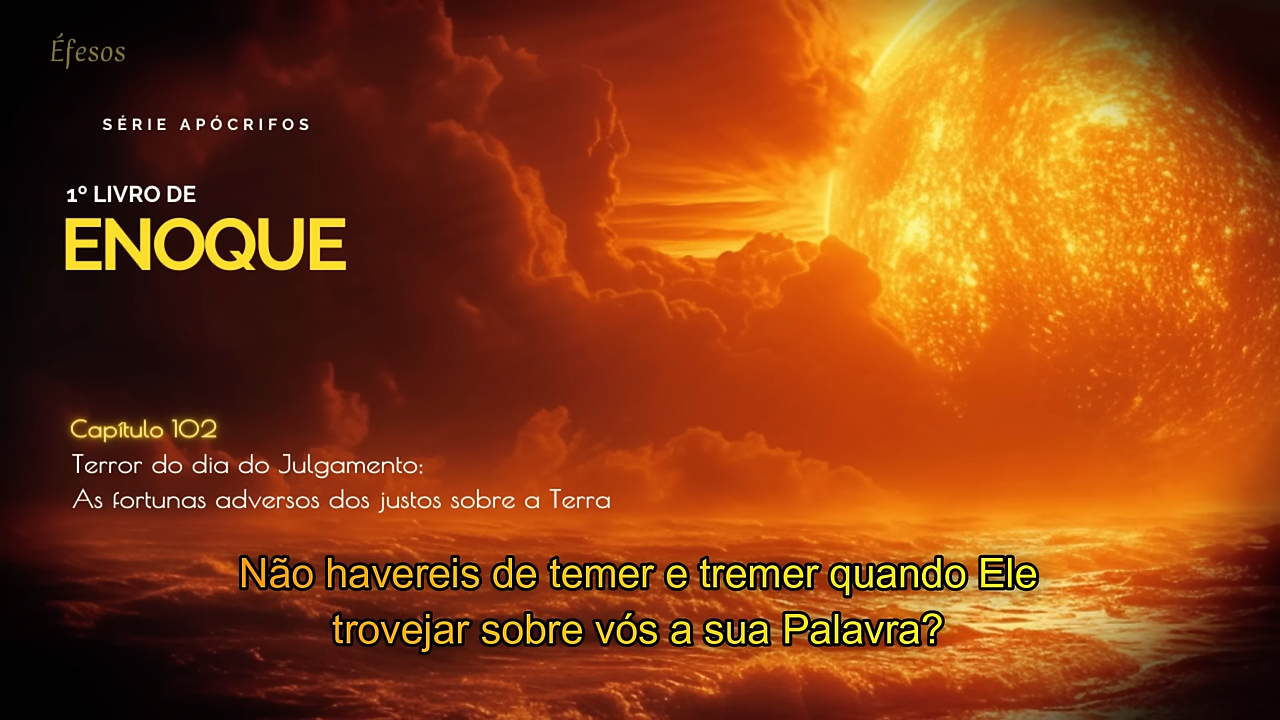 Éfesos
SÉRIE APÓCRIFOS
1º LIVRO DE
ENOQUE
Capítulo 102
Terror do dia do Julgamento:
As fortunas adversos dos justos sobre a Terra
Não havereis de temer e tremer quando Ele
trovejar sobre vós a sua Palavra?